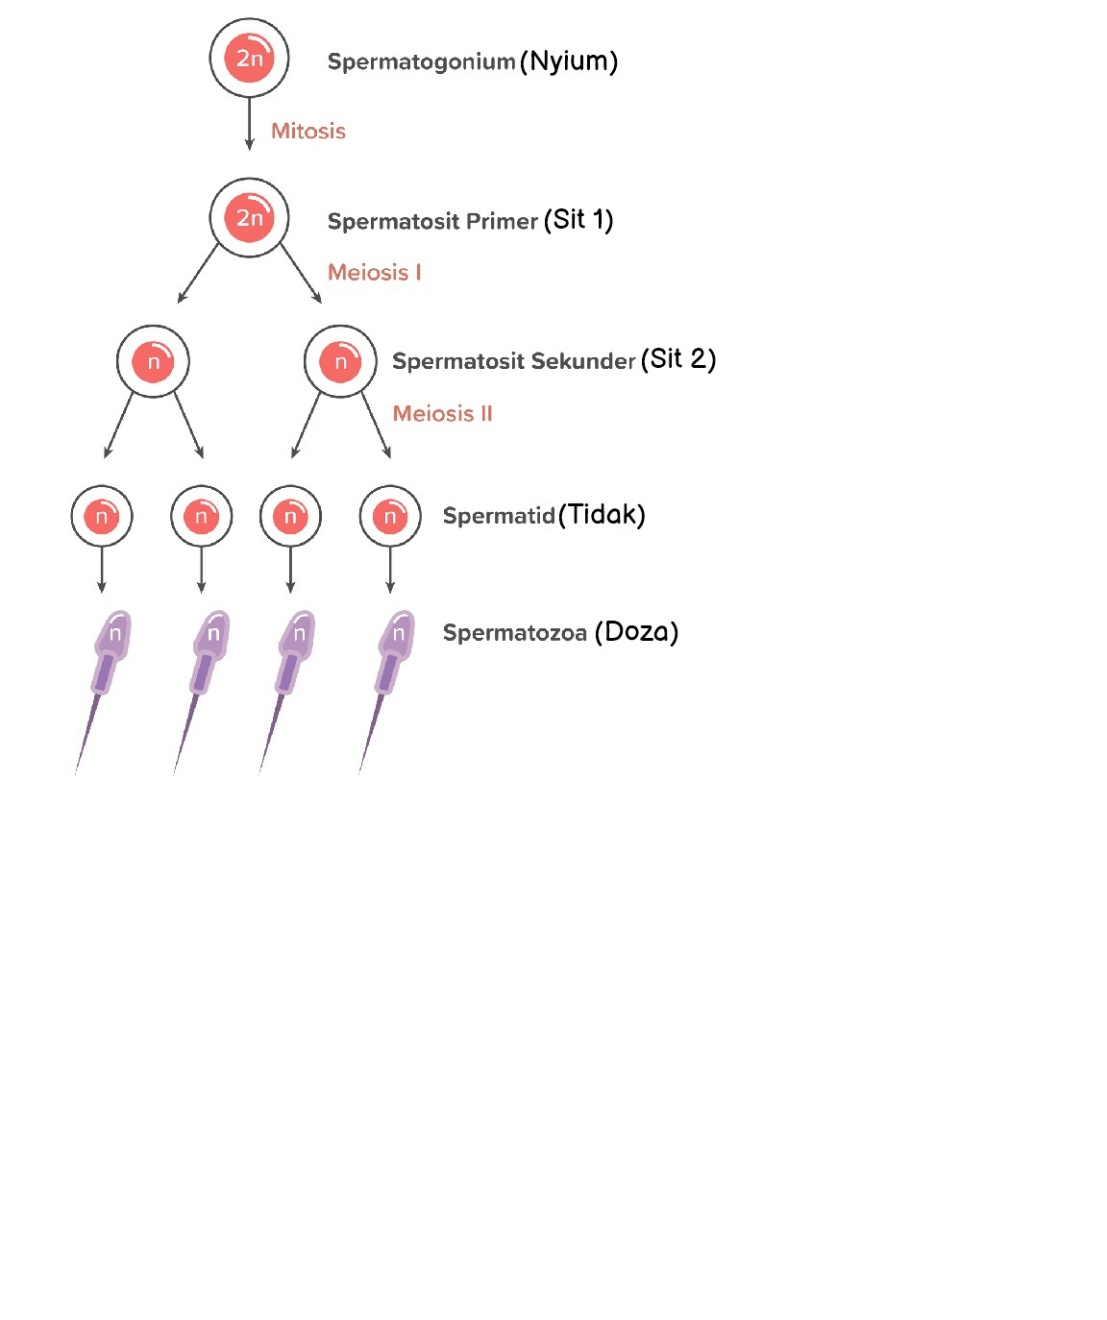 2n
Spermatogonium (Nyium)
Mitosis
2n
Spermatosit Primer (Sit 1)
Meiosis I
n n Spermatosit Sekunder (Sit 2)
Meiosis II
n n n n Spermatid (Tidak)
n n n n Spermatozoa (Doza)